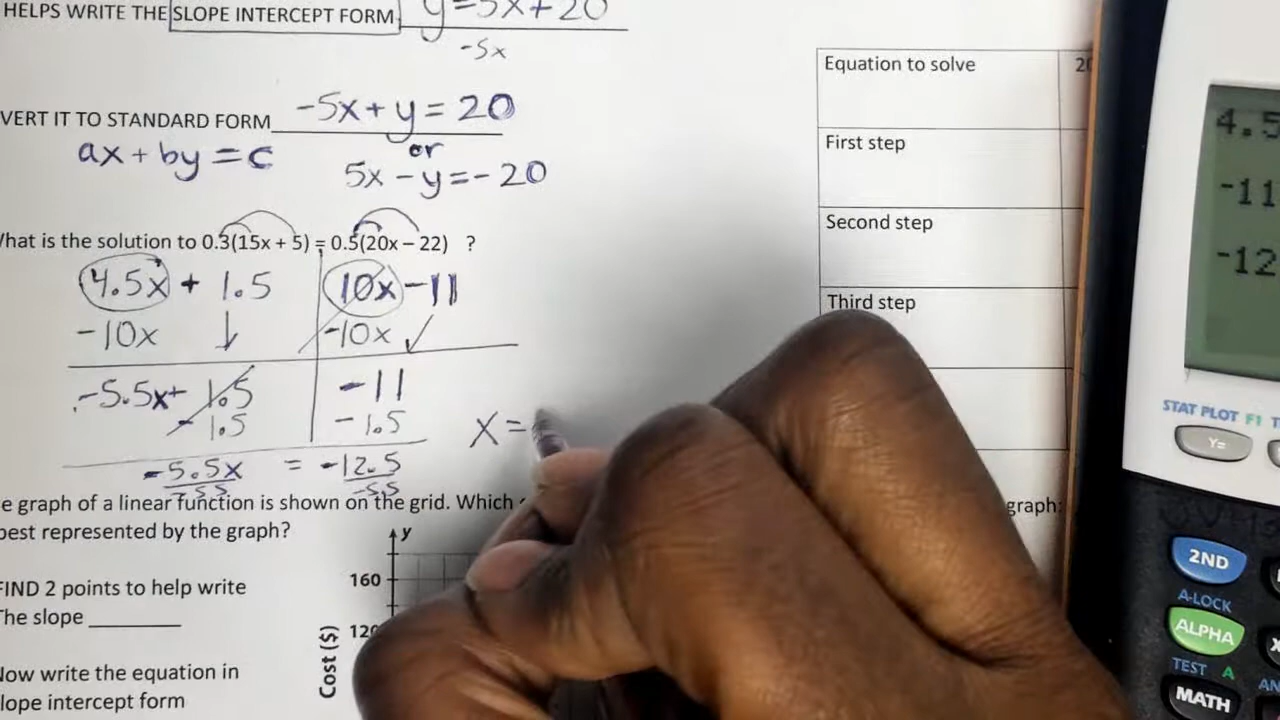 HELPS WRITE THE SLOPE INTERCEPT FORM y=5x+20
-5x
VERT IT TO STANDARD FORM -5x+y=20
ax+by=c
or
5x-y=-20
What is the solution to 0.3(15x + 5) = 0.5(20x – 22) ?
4.5x + 1.5 10x -11
-10x -10x
-5.5x+ 1.5 -11
- 1.5 - 1.5
-5.5x = -12.5
x=
e graph of a linear function is shown on the grid. Which
graph:
best represented by the graph?
y
160
120
Cost ($)
FIND 2 points to help write
The slope
Now write the equation in
lope intercept form
Equation to solve
First step
Second step
Third step
4.5
-11
-12
STAT PLOT F1
Y=
2ND
A-LOCK
ALPHA
TEST A
MATH